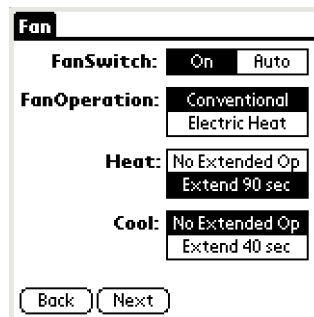 Fan
FanSwitch: On Auto
FanOperation: Conventional
Electric Heat
Heat: No Extended Op
Extend 90 sec
Cool: No Extended Op
Extend 40 sec
Back Next